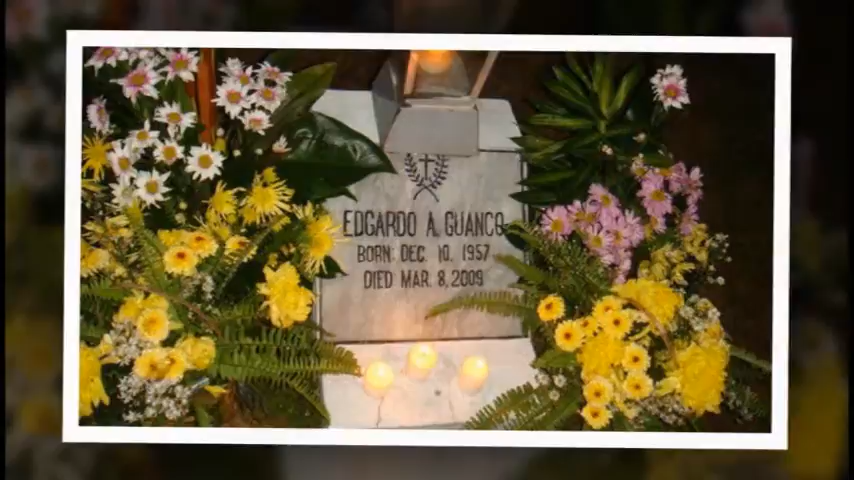 EDGARDO A. GUANCO
BORN: DEC. 10, 1957
DIED MAR. 8, 2009